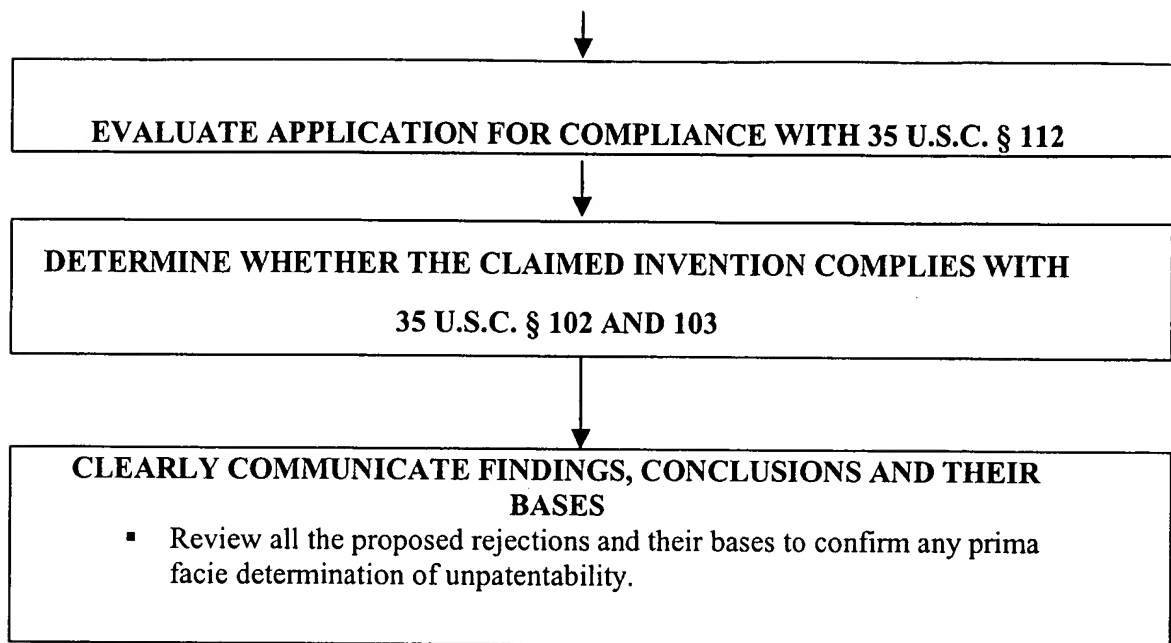 EVALUATE APPLICATION FOR COMPLIANCE WITH 35 U.S.C. § 112
DETERMINE WHETHER THE CLAIMED INVENTION COMPLIES WITH
35 U.S.C. § 102 AND 103
CLEARLY COMMUNICATE FINDINGS, CONCLUSIONS AND THEIR
BASES
▪ Review all the proposed rejections and their bases to confirm any prima
facie determination of unpatentability.